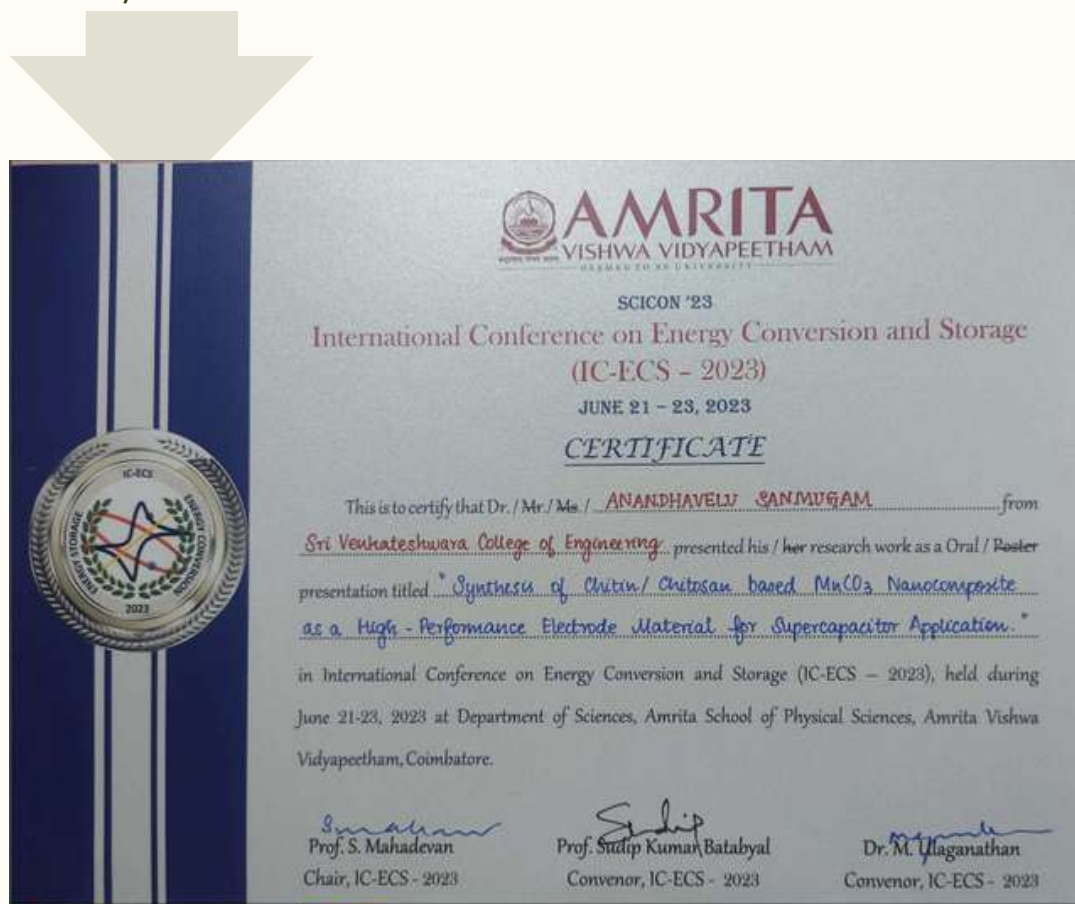 AMRITA
VISHWA VIDYAPEETHAM
DEEMED TO BE UNIVERSITY
SCICON '23
International Conference on Energy Conversion and Storage
(IC-ECS – 2023)
JUNE 21 – 23, 2023
CERTIFICATE
This is to certify that Dr. / Mr. / Ms. / ANANDHAVELU SANMUGAM from
Sri Venkateshwara College of Engineering presented his / her research work as a Oral / Poster
presentation titled "Synthesis of Chitin/ Chitosan based MnCO3 Nanocomposite
as a High - Performance Electrode Material for Supercapacitor Application."
in International Conference on Energy Conversion and Storage (IC-ECS – 2023), held during
June 21-23, 2023 at Department of Sciences, Amrita School of Physical Sciences, Amrita Vishwa
Vidyapeetham, Coimbatore.
Prof. S. Mahadevan Prof. Sudip Kumar Batabyal Dr. M. Ulaganathan
Chair, IC-ECS - 2023 Convenor, IC-ECS - 2023 Convenor, IC-ECS - 2023
IC-ECS
ENERGY STORAGE
ENERGY CONVERSION
2023